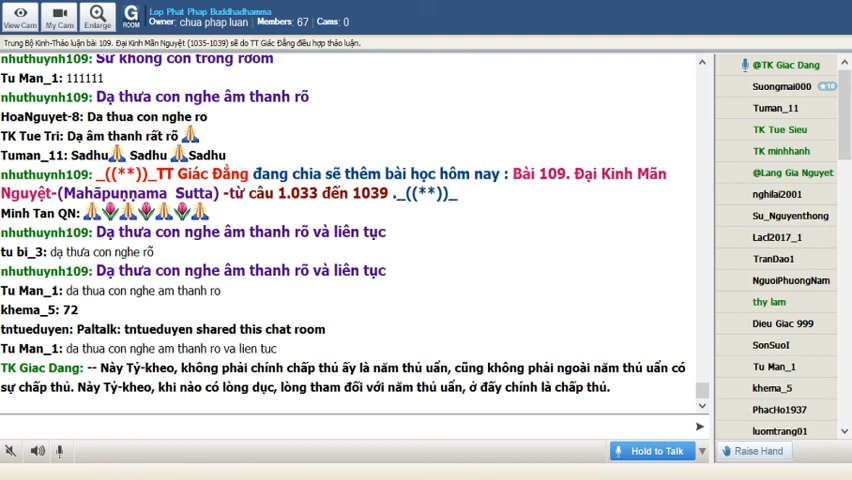 View Cam
My Cam
Enlarge
G
ROOM
Lop Phat Phap Buddhadhamma
Owner: chua phap luan Members: 67 Cams: 0
Trung Bộ Kinh-Thảo luận bài 109. Đại Kinh Mãn Nguyệt (1035-1039) sẽ do TT Giác Đẳng điều hợp thảo luận.
nhuthuynh109: Sư không còn trong rơom
Tu Man_1: 111111
nhuthuynh109: Dạ thưa con nghe âm thanh rõ
HoaNguyet-8: Da thua con nghe ro
TK Tue Tri: Dạ âm thanh rất rõ
Tuman_11: Sadhu Sadhu Sadhu
nhuthuynh109: _((**))_TT Giác Đẳng đang chia sẽ thêm bài học hôm nay : Bài 109. Đại Kinh Mãn
Nguyệt-(Mahāpuṇṇama Sutta) -từ câu 1.033 đến 1039 ._((**))_
Minh Tan QN:
nhuthuynh109: Dạ thưa con nghe âm thanh rõ và liên tục
tu bi_3: dạ thưa con nghe rõ
nhuthuynh109: Dạ thưa con nghe âm thanh rõ và liên tục
Tu Man_1: da thua con nghe am thanh ro
khema_5: 72
tntueduyen: Paltalk: tntueduyen shared this chat room
Tu Man_1: da thua con nghe am thanh ro va lien tuc
TK Giac Dang: -- Này Tỷ-kheo, không phải chính chấp thủ ấy là năm thủ uẩn, cũng không phải ngoài năm thủ uẩn có
sự chấp thủ. Này Tỷ-kheo, khi nào có lòng dục, lòng tham đối với năm thủ uẩn, ở đấy chính là chấp thủ.
Hold to Talk
Raise Hand
@TK Giac Dang
Suongmai000 10
Tuman_11
TK Tue Sieu
TK minhhanh
@Lang Gia Nguyet
nghilai2001
Su_Nguyenthong
Lacl2017_1
TranDao1
NguoiPhuongNam
thy lam
Dieu Giac 999
SonSuoI
Tu Man_1
khema_5
PhacHo1937
luomtrang01